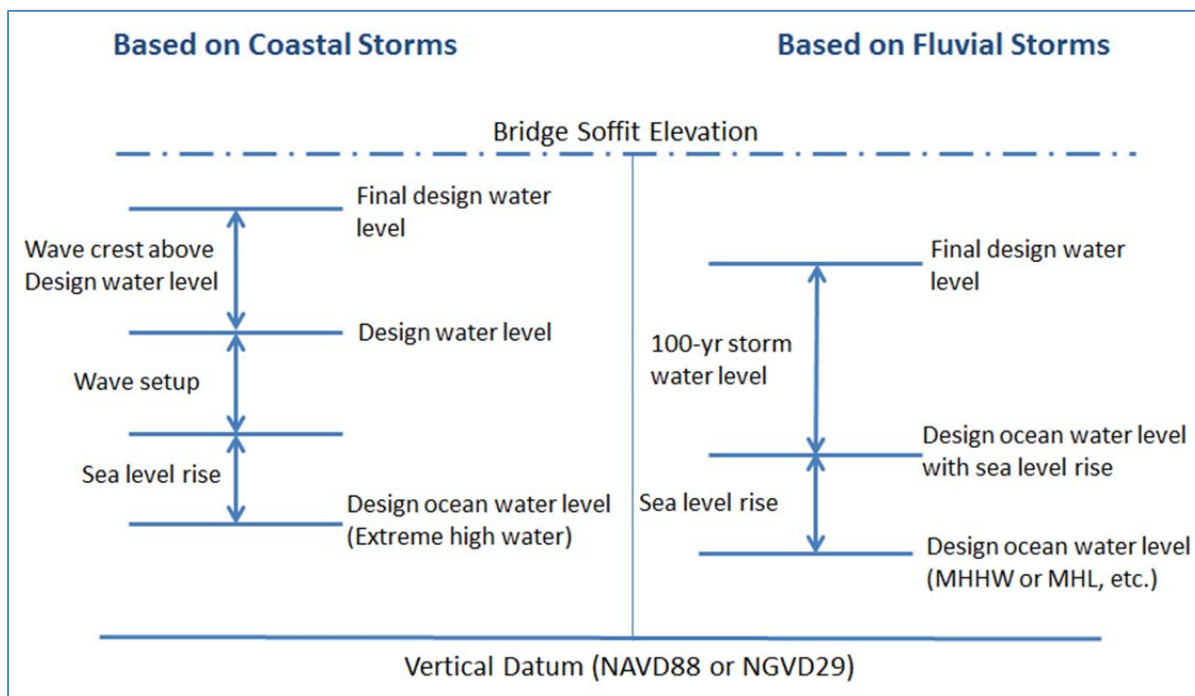 Based on Coastal Storms
Based on Fluvial Storms
Bridge Soffit Elevation
Final design water
level
Wave crest above
Design water level
Design water level
Wave setup
Sea level rise
Design ocean water level
(Extreme high water)
Final design water
level
100-yr storm
water level
Design ocean water level
with sea level rise
Sea level rise
Design ocean water level
(MHHW or MHL, etc.)
Vertical Datum (NAVD88 or NGVD29)